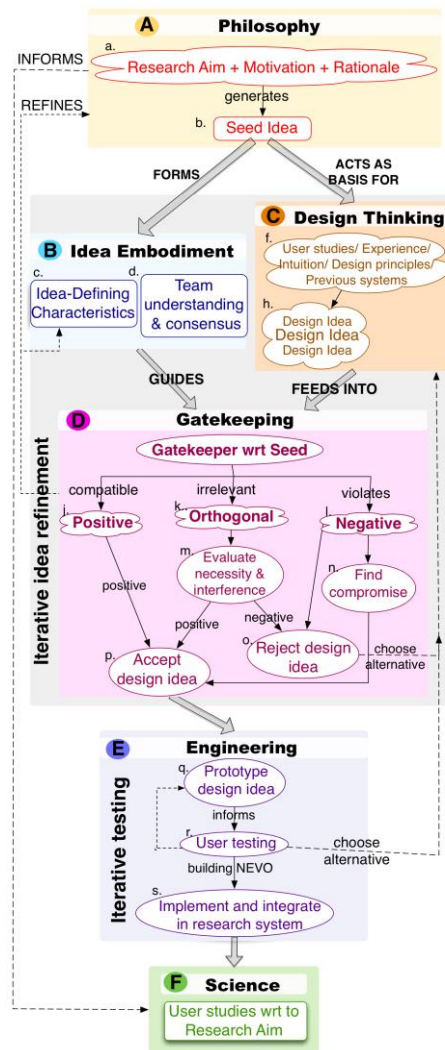 A Philosophy
INFORMS
a.
Research Aim + Motivation + Rationale
REFINES
generates
b. Seed Idea
FORMS
ACTS AS
BASIS FOR
B Idea Embodiment
c.
Idea-Defining
Characteristics
d.
Team
understanding
& consensus
C Design Thinking
f.
User studies/ Experience/
Intuition/ Design principles/
Previous systems
h.
Design Idea
Design Idea
Design Idea
GUIDES
FEEDS INTO
Iterative idea refinement
D Gatekeeping
Gatekeeper wrt Seed
compatible
irrelevant
violates
j. Positive
k. Orthogonal
l. Negative
m.
Evaluate
necessity &
interference
n.
Find
compromise
positive
positive
negative
o. Reject design
idea
choose
alternative
p. Accept
design idea
Iterative testing
E Engineering
q. Prototype
design idea
informs
r. User testing
choose
alternative
building NEVO
s.
Implement and integrate
in research system
F Science
User studies wrt to
Research Aim